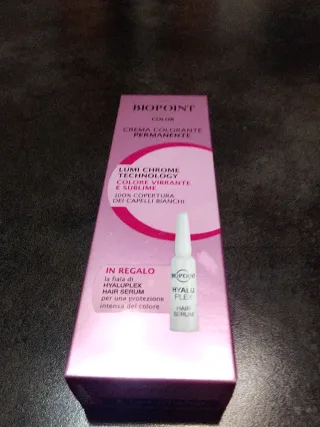 BIOPOINT
COLOR
CREMA COLORANTE
PERMANENTE
LUMI CHROME
TECHNOLOGY
COLORE VIBRANTE
E SUBLIME
100% COPERTURA
DEI CAPELLI BIANCHI
IN REGALO
la fiala di
HYALUPLEX
HAIR SERUM
per una protezione
intensa del colore
BIOPOINT
HYALU
PLEX
HAIR
SERUM